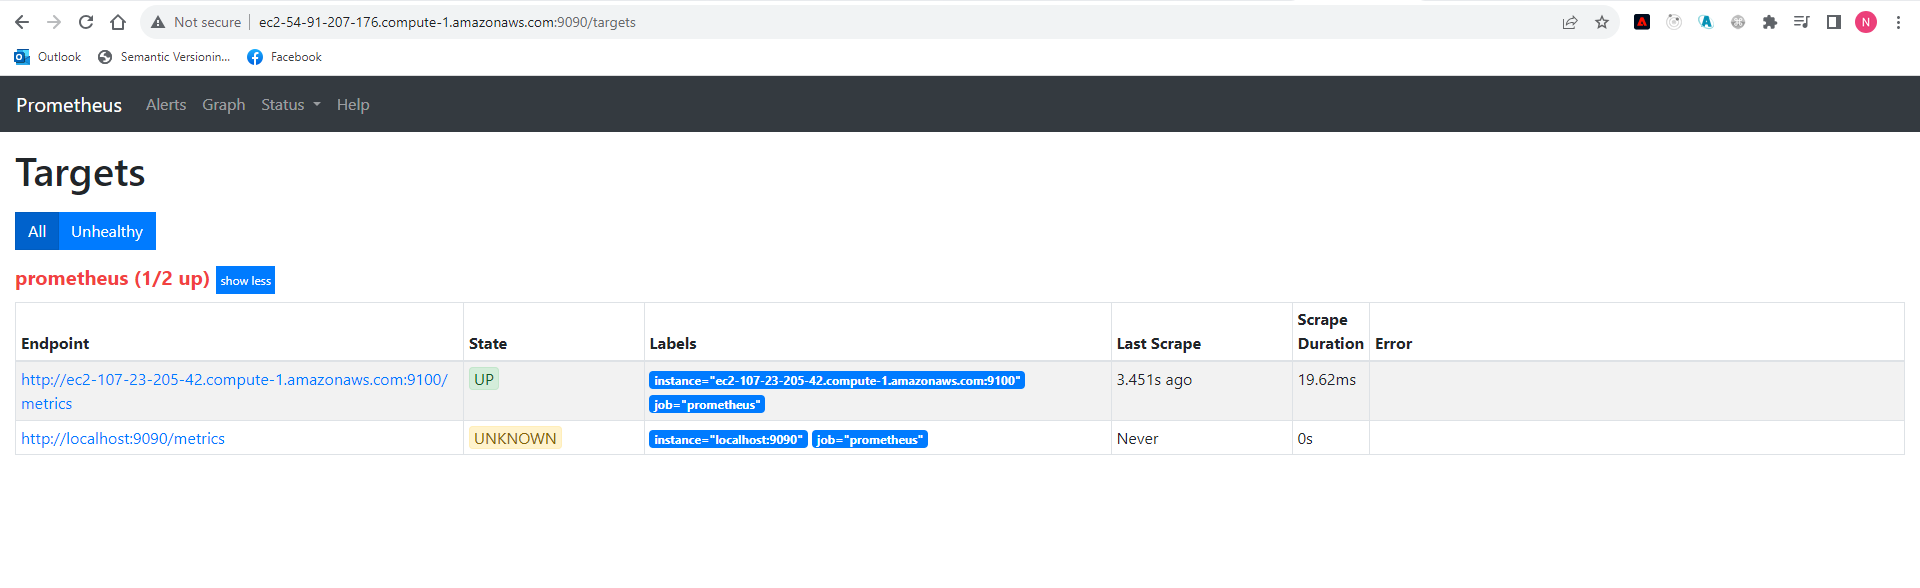 Not secure | ec2-54-91-207-176.compute-1.amazonaws.com:9090/targets
N
Outlook Semantic Versionin... Facebook
Prometheus Alerts Graph Status Help
Targets
All Unhealthy
prometheus (1/2 up) show less
Endpoint State Labels Last Scrape Scrape Duration Error
http://ec2-107-23-205-42.compute-1.amazonaws.com:9100/ UP instance="ec2-107-23-205-42.compute-1.amazonaws.com:9100" 3.451s ago 19.62ms
metrics job="prometheus"
http://localhost:9090/metrics UNKNOWN instance="localhost:9090" job="prometheus" Never 0s